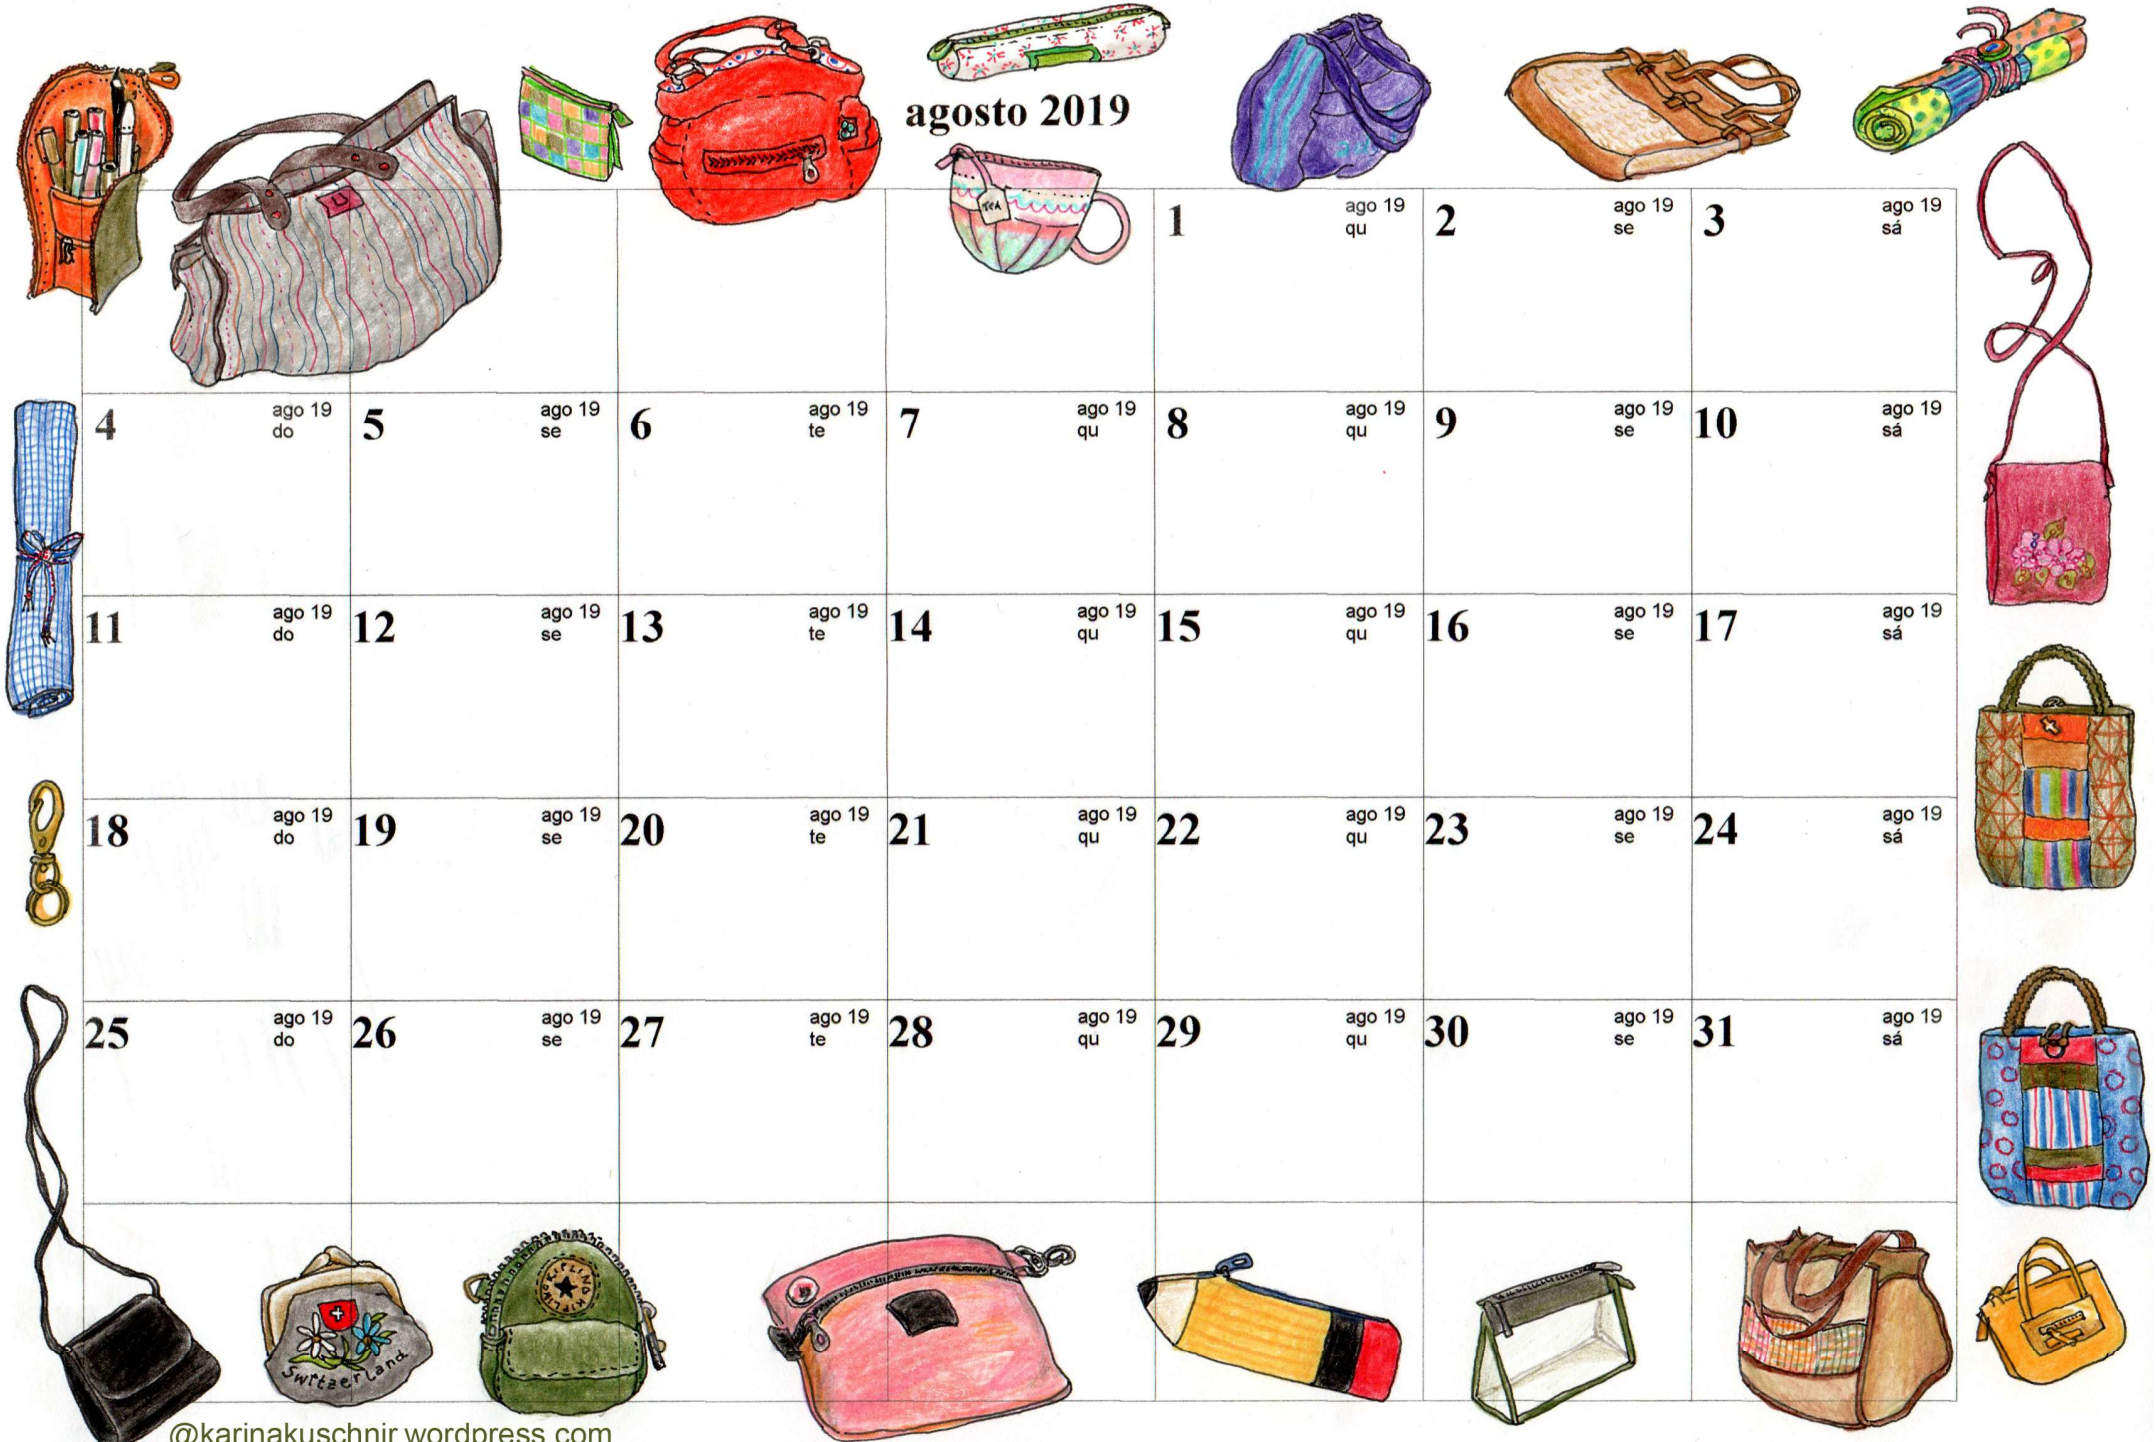 agosto 2019
TEA
1 ago 19
qu
2 ago 19
se
3 ago 19
sá
4 ago 19
do
5 ago 19
se
6 ago 19
te
7 ago 19
qu
8 ago 19
qu
9 ago 19
se
10 ago 19
sá
11 ago 19
do
12 ago 19
se
13 ago 19
te
14 ago 19
qu
15 ago 19
qu
16 ago 19
se
17 ago 19
sá
18 ago 19
do
19 ago 19
se
20 ago 19
te
21 ago 19
qu
22 ago 19
qu
23 ago 19
se
24 ago 19
sá
25 ago 19
do
26 ago 19
se
27 ago 19
te
28 ago 19
qu
29 ago 19
qu
30 ago 19
se
31 ago 19
sá
KIPLING KIPLING
Switzerland
@karinakuschnir.wordpress.com